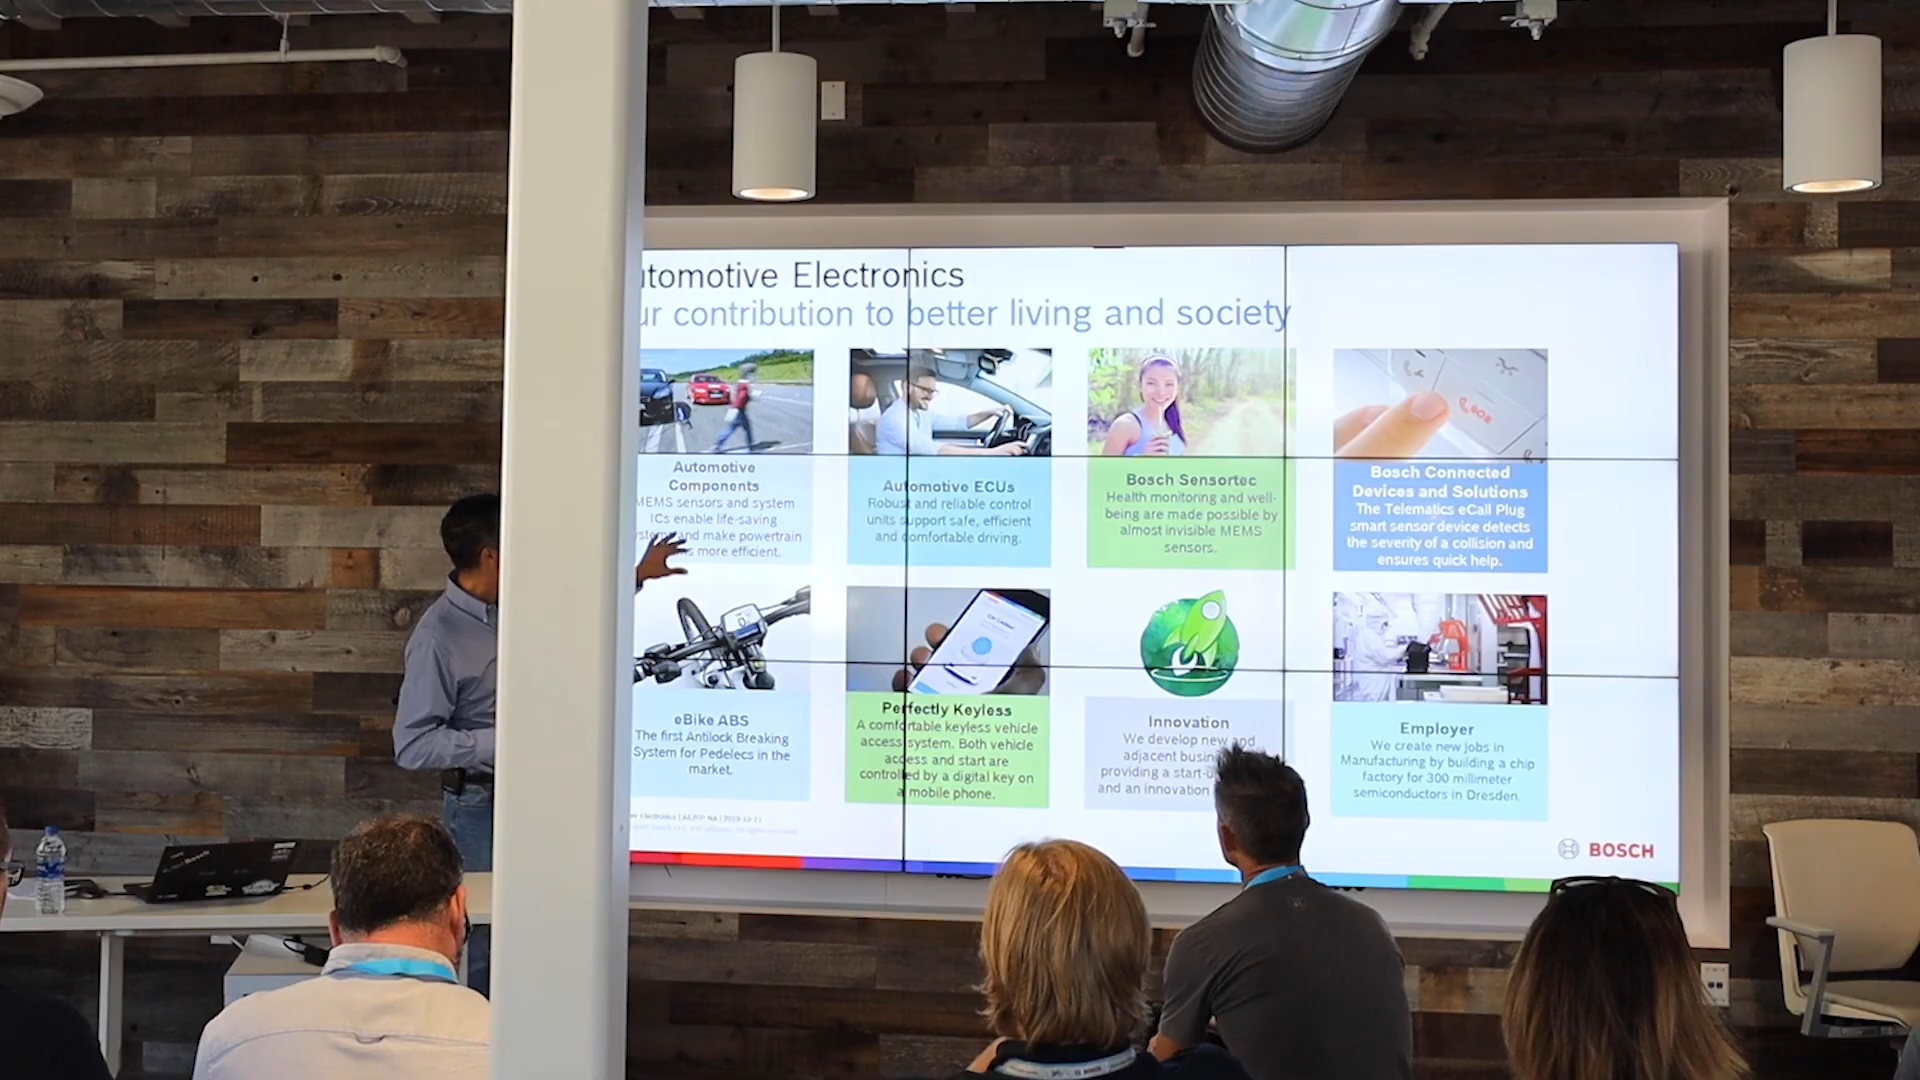 utomotive Electronics
ur contribution to better living and society
SOS
Automotive
Components
MEMS sensors and system
ICs enable life-saving
and make powertrain
more efficient.
Automotive ECUs
Robust and reliable control
units support safe, efficient
and comfortable driving.
Bosch Sensortec
Health monitoring and well-
being are made possible by
almost invisible MEMS
sensors.
Bosch Connected
Devices and Solutions
The Telematics eCall Plug
smart sensor device detects
the severity of a collision and
ensures quick help.
eBike ABS
The first Antilock Breaking
System for Pedelecs in the
market.
Perfectly Keyless
A comfortable keyless vehicle
access system. Both vehicle
access and start are
controlled by a digital key on
a mobile phone.
Innovation
We develop new and
adjacent
providing a
and an innovation
Employer
We create new jobs in
Manufacturing by building a chip
factory for 300 millimeter
semiconductors in Dresden.
BOSCH